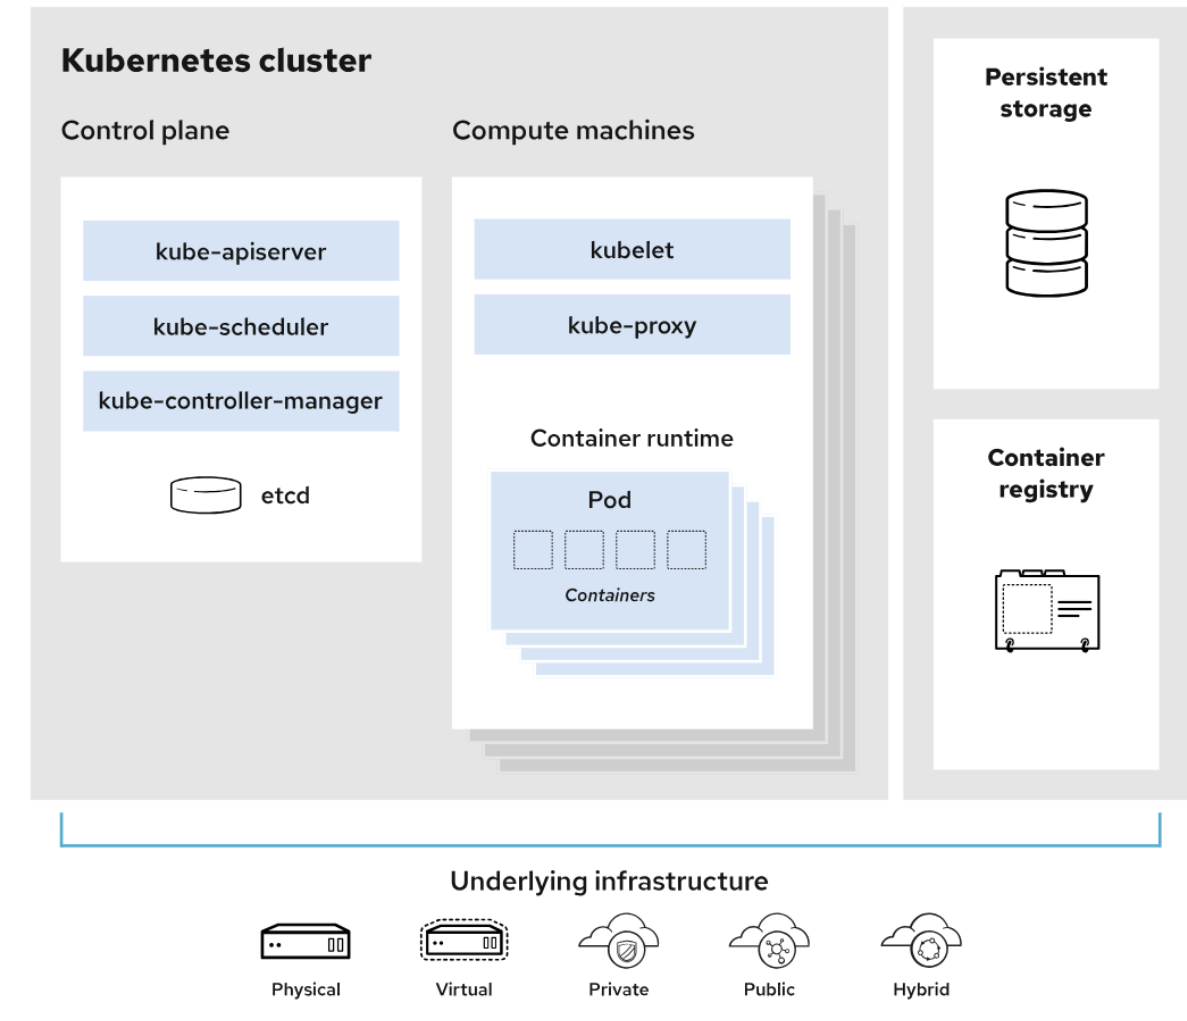 Kubernetes cluster
Control plane
kube-apiserver
kube-scheduler
kube-controller-manager
etcd
Compute machines
kubelet
kube-proxy
Container runtime
Pod
Containers
Persistent
storage
Container
registry
Underlying infrastructure
Physical
Virtual
Private
Public
Hybrid